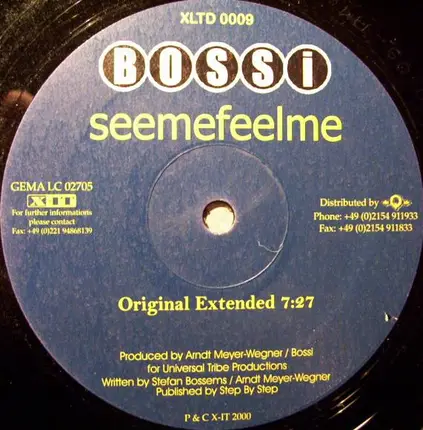 XLTD 0009
BOSSi
seemefeelme
GEMA LC 02705
XIT
For further informations
please contact
Fax: +49 (0)221 94868139
Distributed by
Phone: +49 (0)2154 911933
Fax: +49 (0)2154 911833
Original Extended 7:27
Produced by Arndt Meyer-Wegner / Bossi
for Universal Tribe Productions
Written by Stefan Bossems / Arndt Meyer-Wegner
Published by Step By Step
P & C X-IT 2000